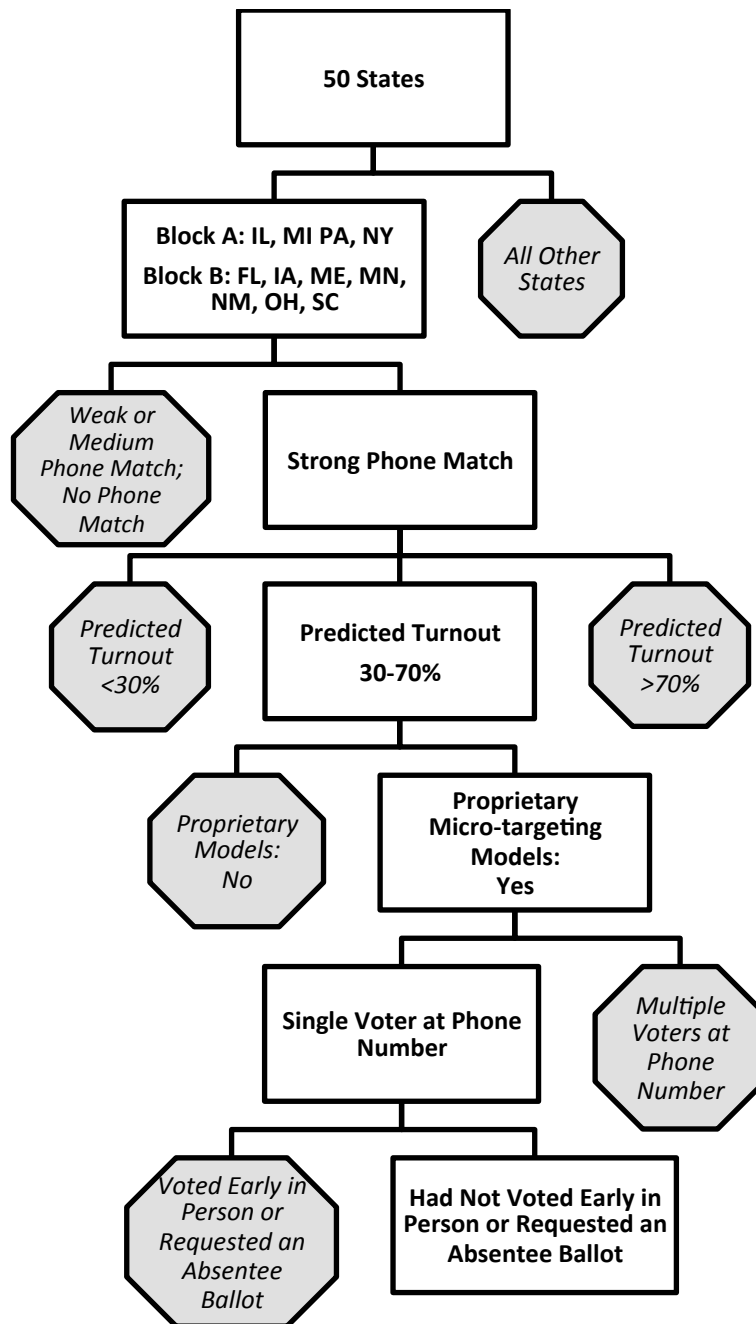 50 States
Block A: IL, MI PA, NY
Block B: FL, IA, ME, MN,
NM, OH, SC
All Other
States
Weak or
Medium
Phone Match;
No Phone
Match
Strong Phone Match
Predicted
Turnout
<30%
Predicted Turnout
30-70%
Predicted
Turnout
>70%
Proprietary
Models:
No
Proprietary
Micro-targeting
Models:
Yes
Single Voter at Phone
Number
Multiple
Voters at
Phone
Number
Voted Early in
Person or
Requested an
Absentee
Ballot
Had Not Voted Early in
Person or Requested an
Absentee Ballot